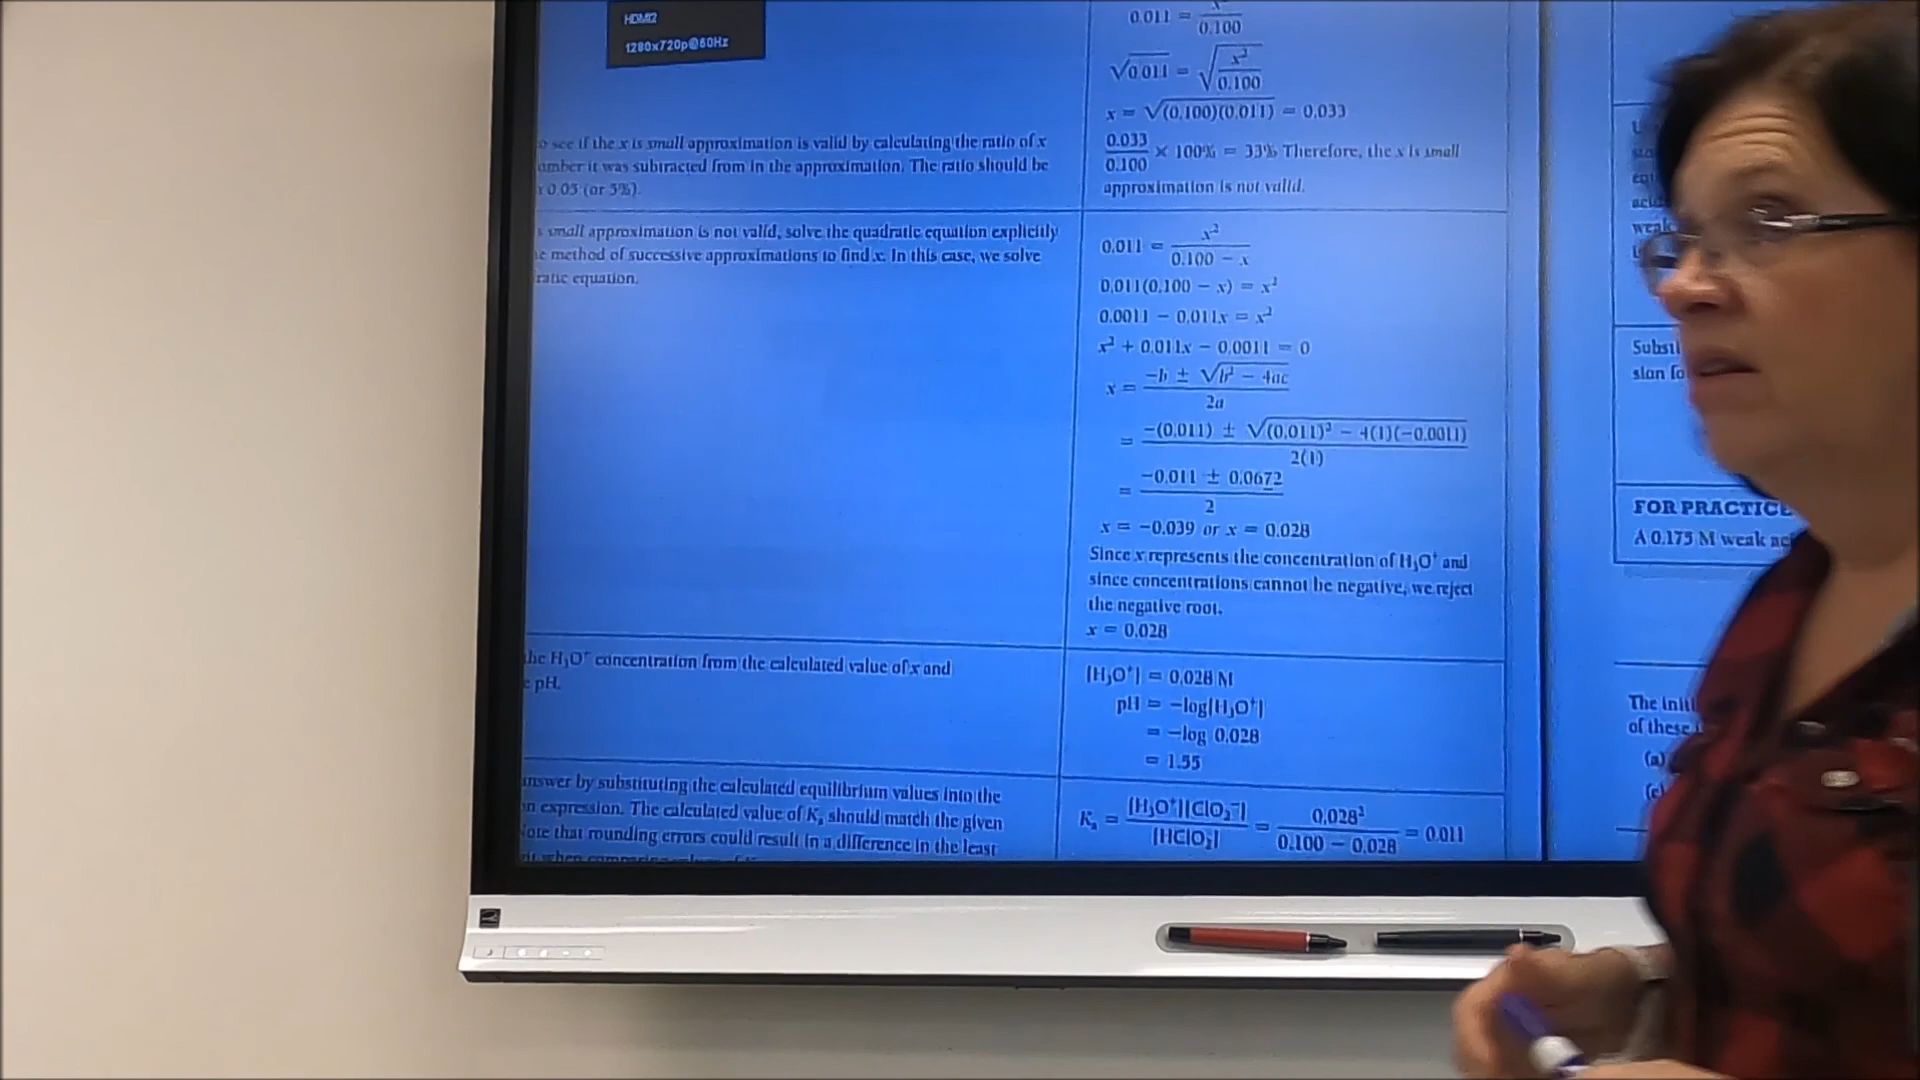 HDMI2
1280x720p@60Hz
0.011 = x² / 0.100
√0.011 = √(x² / 0.100)
x = √(0.100)(0.011) = 0.033
o see if the x is small approximation is valid by calculating the ratio of x
umber it was subtracted from in the approximation. The ratio should be
0.05 (or 5%).
0.033 / 0.100 × 100% = 33% Therefore, the x is small
approximation is not valid.
small approximation is not valid, solve the quadratic equation explicitly
e method of successive approximations to find x. In this case, we solve
ratic equation.
0.011 = x² / 0.100 − x
0.011(0.100 − x) = x²
0.0011 − 0.011x = x²
x² + 0.011x − 0.0011 = 0
x = −b ± √b² − 4ac / 2a
= −(0.011) ± √(0.011)² − 4(1)(−0.0011) / 2(1)
= −0.011 ± 0.0672 / 2
x = −0.039 or x = 0.028
Since x represents the concentration of H₃O⁺ and
since concentrations cannot be negative, we reject
the negative root.
x = 0.028
the H₃O⁺ concentration from the calculated value of x and
pH.
[H₃O⁺] = 0.028 M
pH = −log[H₃O⁺]
= −log 0.028
= 1.55
nswer by substituting the calculated equilibrium values into the
n expression. The calculated value of Kₐ should match the given
ote that rounding errors could result in a difference in the least
Kₐ = [H₃O⁺][ClO₂⁻] / [HClO₂] = 0.028² / 0.100 − 0.028 = 0.011
weak
Substi
sion fo
FOR PRACTICE
A 0.175 M weak aci
The initi
of these
(a)
(c)